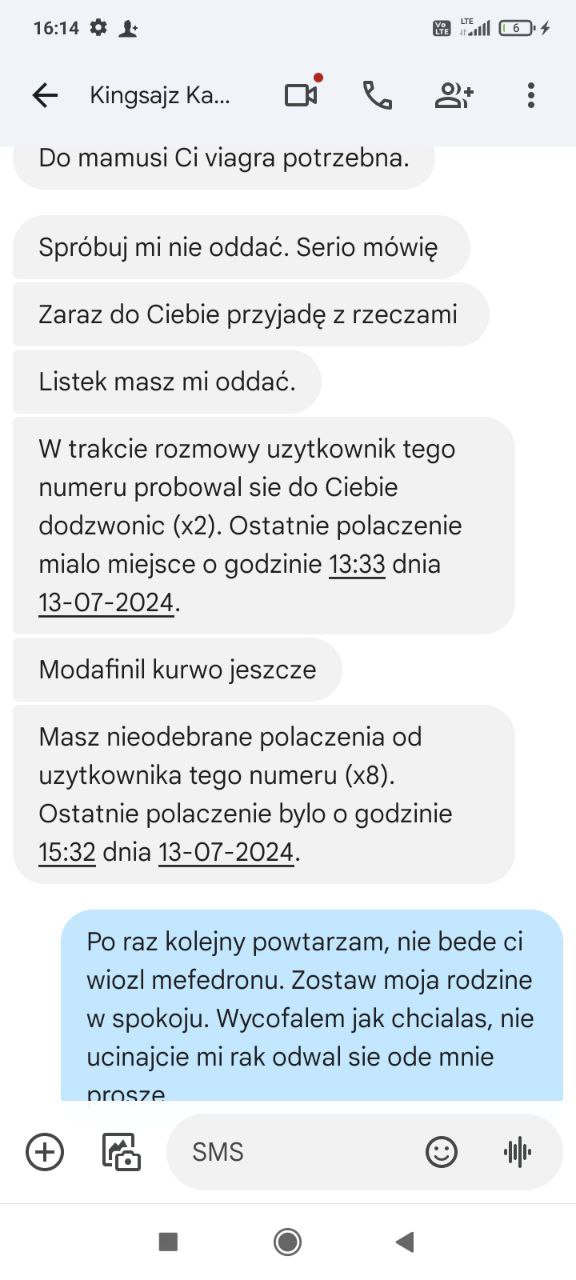 16:14
Vo LTE LTE 6
Kingsajz Ka...
Do mamusi Ci viagra potrzebna.
Spróbuj mi nie oddać. Serio mówię
Zaraz do Ciebie przyjadę z rzeczami
Listek masz mi oddać.
W trakcie rozmowy uzytkownik tego
numeru probowal sie do Ciebie
dodzwonic (x2). Ostatnie polaczenie
mialo miejsce o godzinie 13:33 dnia
13-07-2024.
Modafinil kurwo jeszcze
Masz nieodebrane polaczenia od
uzytkownika tego numeru (x8).
Ostatnie polaczenie bylo o godzinie
15:32 dnia 13-07-2024.
Po raz kolejny powtarzam, nie bede ci
wiozl mefedronu. Zostaw moja rodzine
w spokoju. Wycofalem jak chcialas, nie
ucinajcie mi rak odwal sie ode mnie
prosze
SMS